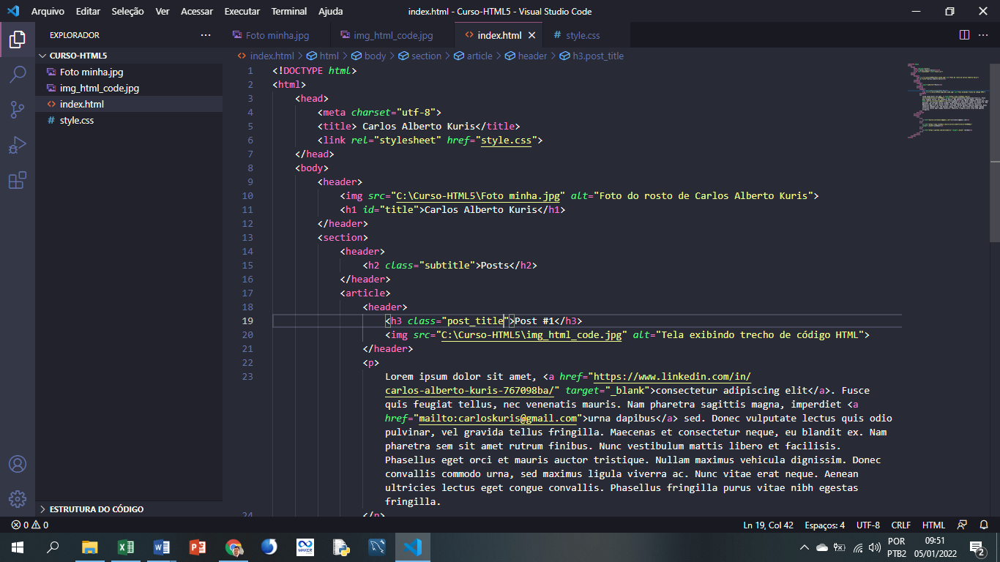 Arquivo Editar Seleção Ver Acessar Executar Terminal Ajuda
index.html - Curso-HTML5 - Visual Studio Code
EXPLORADOR
Foto minha.jpg
img_html_code.jpg
index.html
style.css
CURSO-HTML5
Foto minha.jpg
img_html_code.jpg
index.html
style.css
index.html > html > body > section > article > header > h3.post_title
1 <!DOCTYPE html>
2 <html>
3 <head>
4 <meta charset="utf-8">
5 <title> Carlos Alberto Kuris</title>
6 <link rel="stylesheet" href="style.css">
7 </head>
8 <body>
9 <header>
10 <img src="C:\Curso-HTML5\Foto minha.jpg" alt="Foto do rosto de Carlos Alberto Kuris">
11 <h1 id="title">Carlos Alberto Kuris</h1>
12 </header>
13 <section>
14 <header>
15 <h2 class="subtitle">Posts</h2>
16 </header>
17 <article>
18 <header>
19 <h3 class="post_title">Post #1</h3>
20 <img src="C:\Curso-HTML5\img_html_code.jpg" alt="Tela exibindo trecho de código HTML">
21 </header>
22 <p>
23 Lorem ipsum dolor sit amet, <a href="https://www.linkedin.com/in/
carlos-alberto-kuris-767098ba/" target="_blank">consectetur adipiscing elit</a>. Fusce
quis feugiat tellus, nec venenatis mauris. Nam pharetra sagittis magna, imperdiet <a
href="mailto:carloskuris@gmail.com">urna dapibus</a> sed. Donec vulputate lectus quis odio
pulvinar, vel gravida tellus fringilla. Maecenas et consectetur neque, eu blandit ex. Nam
pharetra sem sit amet rutrum finibus. Nunc vestibulum mattis libero et facilisis.
Phasellus eget orci et mauris auctor tristique. Nullam maximus vehicula dignissim. Donec
convallis commodo urna, sed maximus ligula viverra ac. Nunc vitae erat neque. Aenean
ultricies lectus eget congue convallis. Phasellus fringilla purus vitae nibh egestas
fringilla.
24 </p>
ESTRUTURA DO CÓDIGO
0 0
Ln 19, Col 42 Espaços: 4 UTF-8 CRLF HTML
MAKER
POR
PTB2
09:51
05/01/2022
2